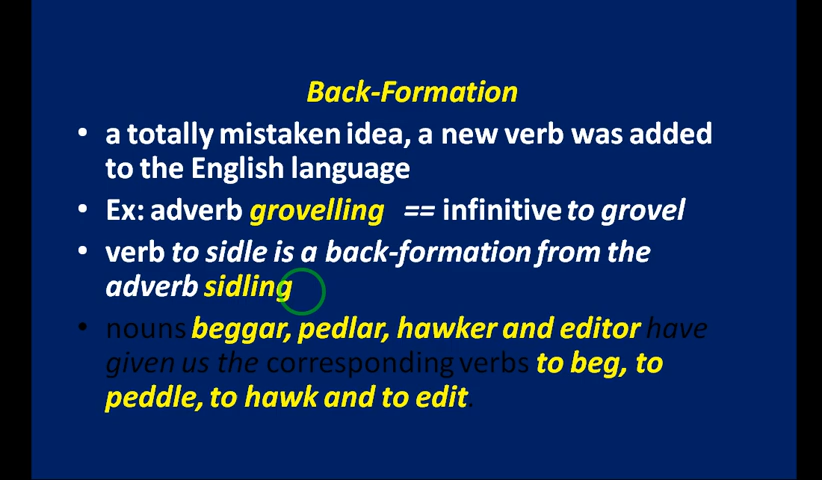 Back-Formation
• a totally mistaken idea, a new verb was added
to the English language
• Ex: adverb grovelling == infinitive to grovel
• verb to sidle is a back-formation from the
adverb sidling
• nouns beggar, pedlar, hawker and editor have
given us the corresponding verbs to beg, to
peddle, to hawk and to edit.